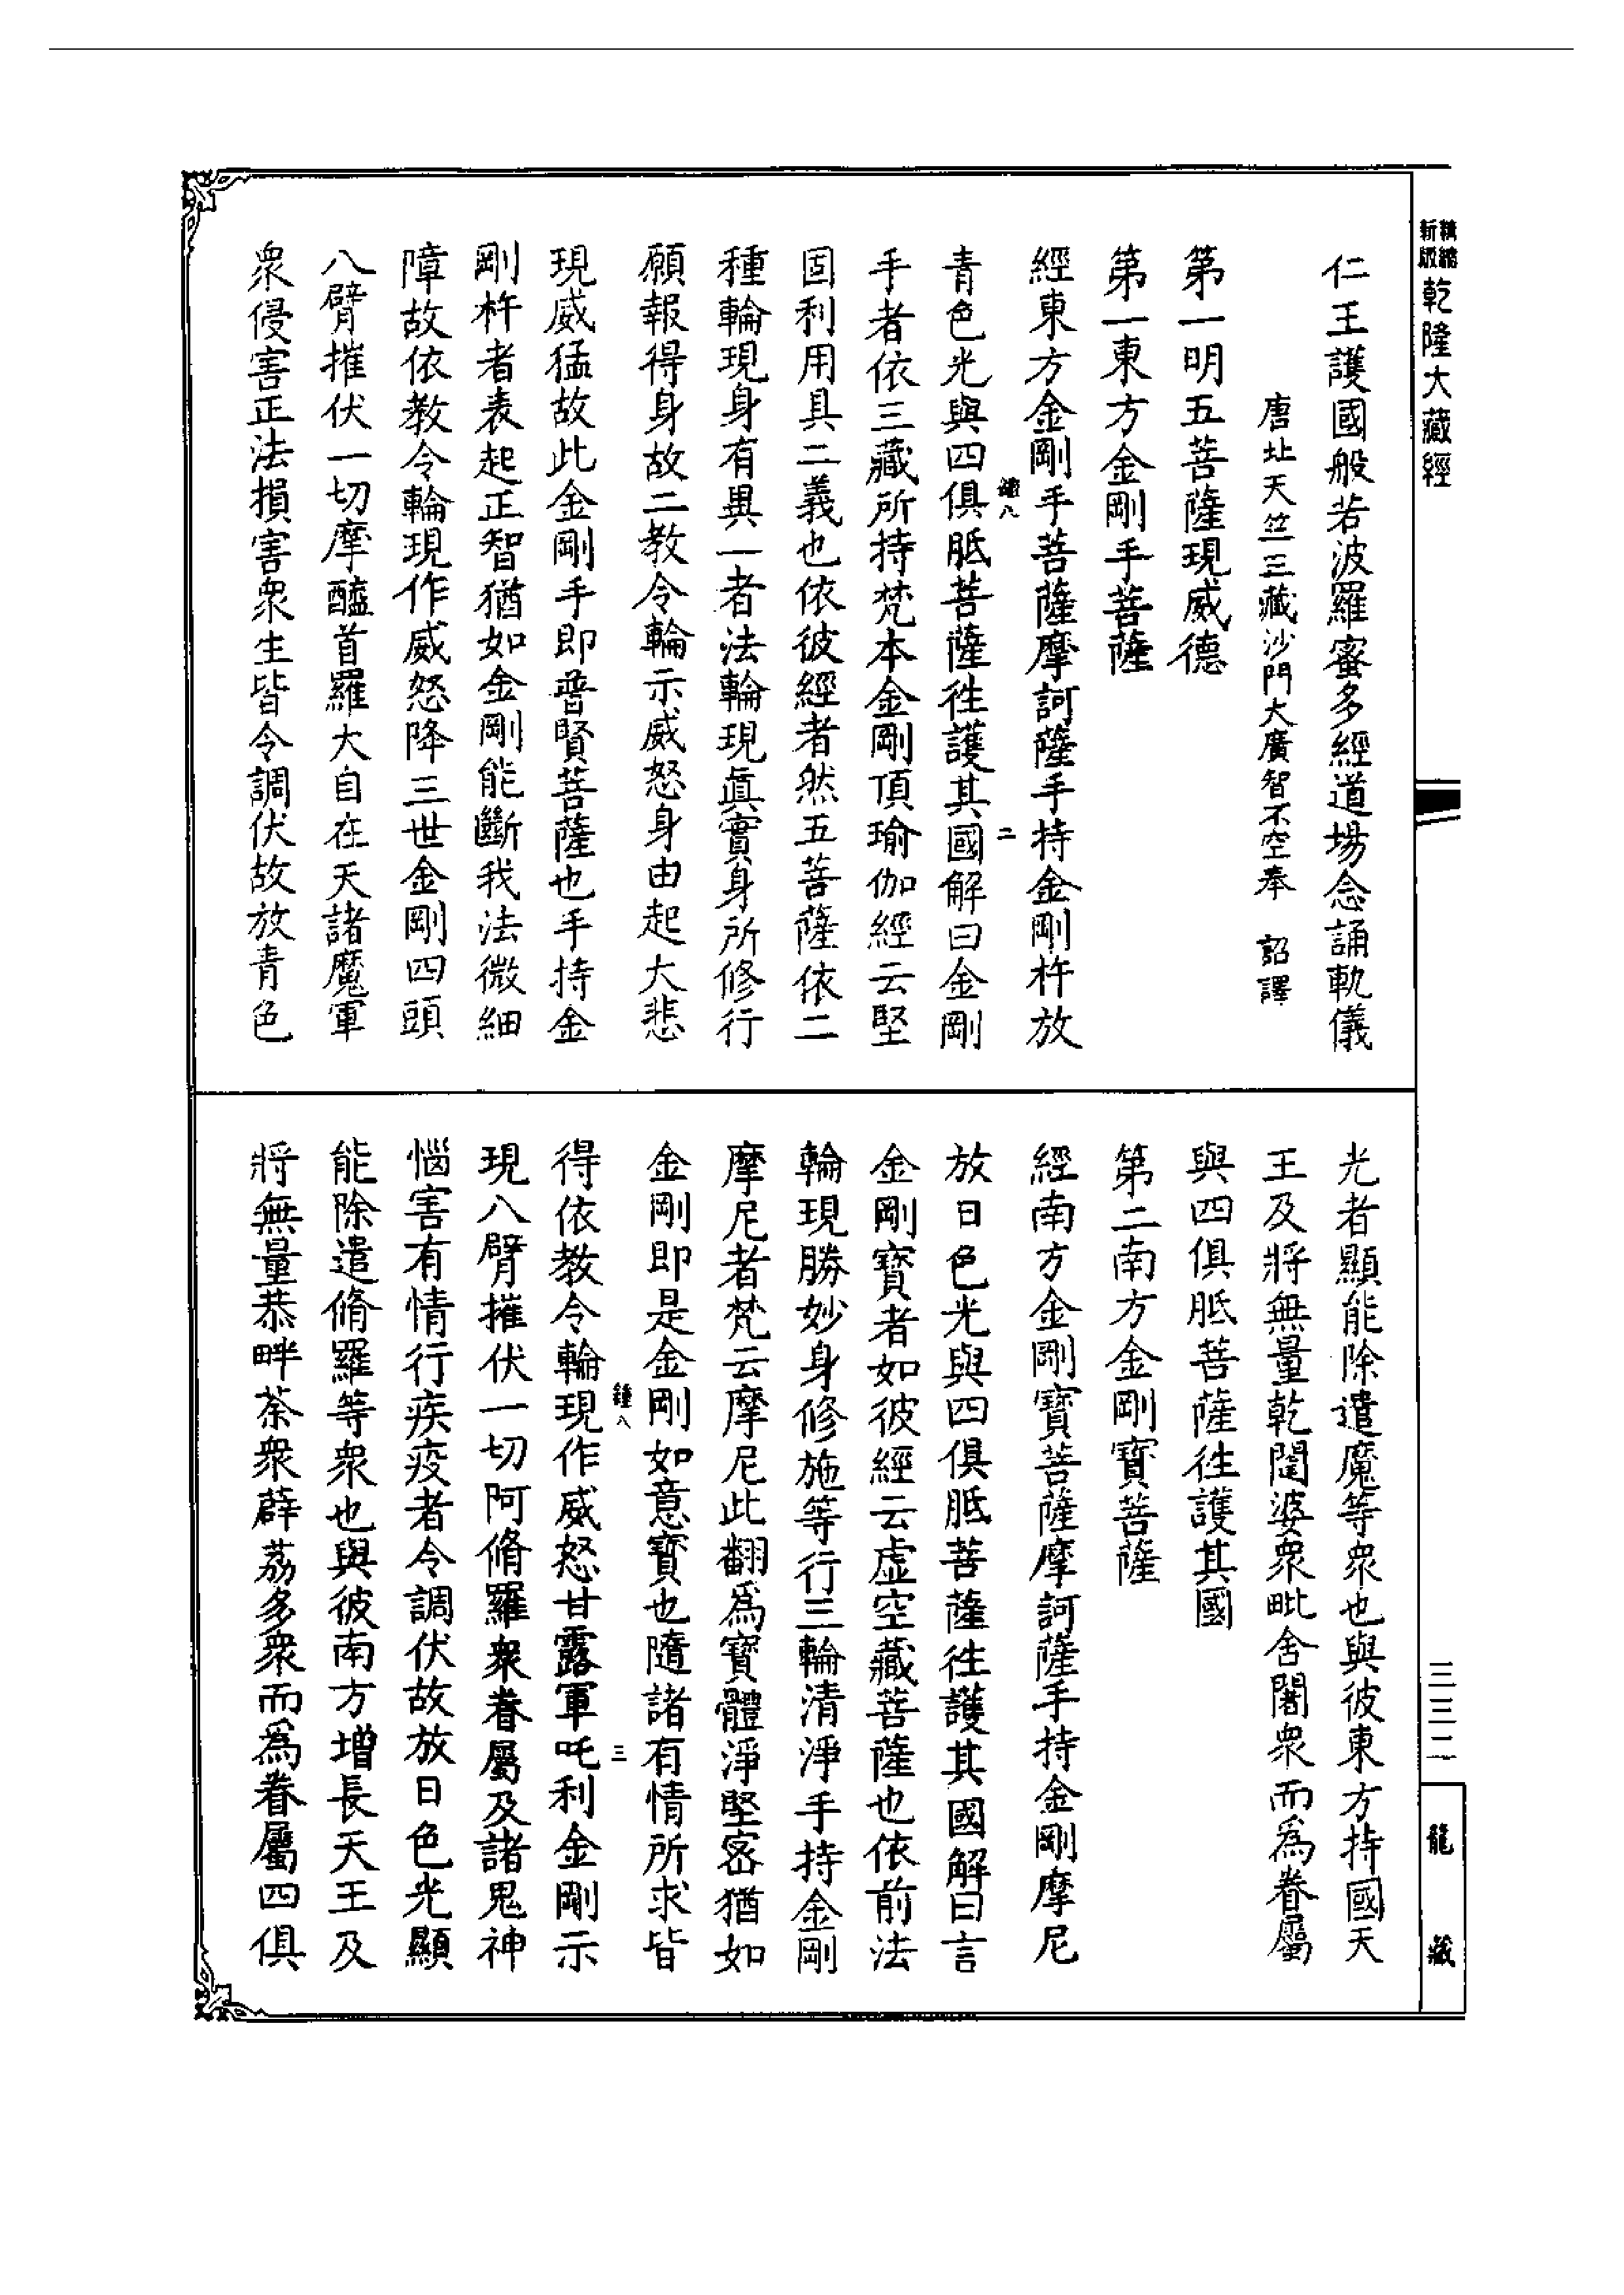 新編縮版
乾隆大藏經
仁王護國般若波羅蜜多經道場念誦軌儀
唐北天竺三藏沙門大廣智不空奉 詔譯
第一明五菩薩現威德
第一東方金剛手菩薩
經東方金剛手菩薩摩訶薩手持金剛杵放
鐘八 二
青色光與四俱胝菩薩往護其國解曰金剛
手者依三藏所持梵本金剛頂瑜伽經云堅
固利用具二義也依彼經者然五菩薩依二
種輪現身有異一者法輪現眞實身所修行
願報得身故二教令輪示威怒身由起大悲
現威猛故此金剛手即普賢菩薩也手持金
剛杵者表起正智猶如金剛能斷我法微細
障故依教令輪現作威怒降三世金剛四頭
八臂摧伏一切摩醯首羅大自在天諸魔軍
衆侵害正法損害衆生皆令調伏故放青色
光者顯能除遣魔等衆也與彼東方持國天
王及將無量乾闥婆衆毗舍闍衆而爲眷屬
與四俱胝菩薩往護其國
第二南方金剛寶菩薩
經南方金剛寶菩薩摩訶薩手持金剛摩尼
放日色光與四俱胝菩薩往護其國解曰言
金剛寶者如彼經云虛空藏菩薩也依前法
輪現勝妙身修施等行三輪清淨手持金剛
摩尼者梵云摩尼此翻爲寶體淨堅密猶如
金剛即是金剛如意寶也隨諸有情所求皆
鐘八 三
得依教令輪現作威怒甘露軍吒利金剛示
現八臂摧伏一切阿脩羅衆眷屬及諸鬼神
惱害有情行疾疫者令調伏故放日色光顯
能除遣脩羅等衆也與彼南方增長天王及
將無量恭畔荼衆薜荔多衆而爲眷屬四俱
三三二
龍藏